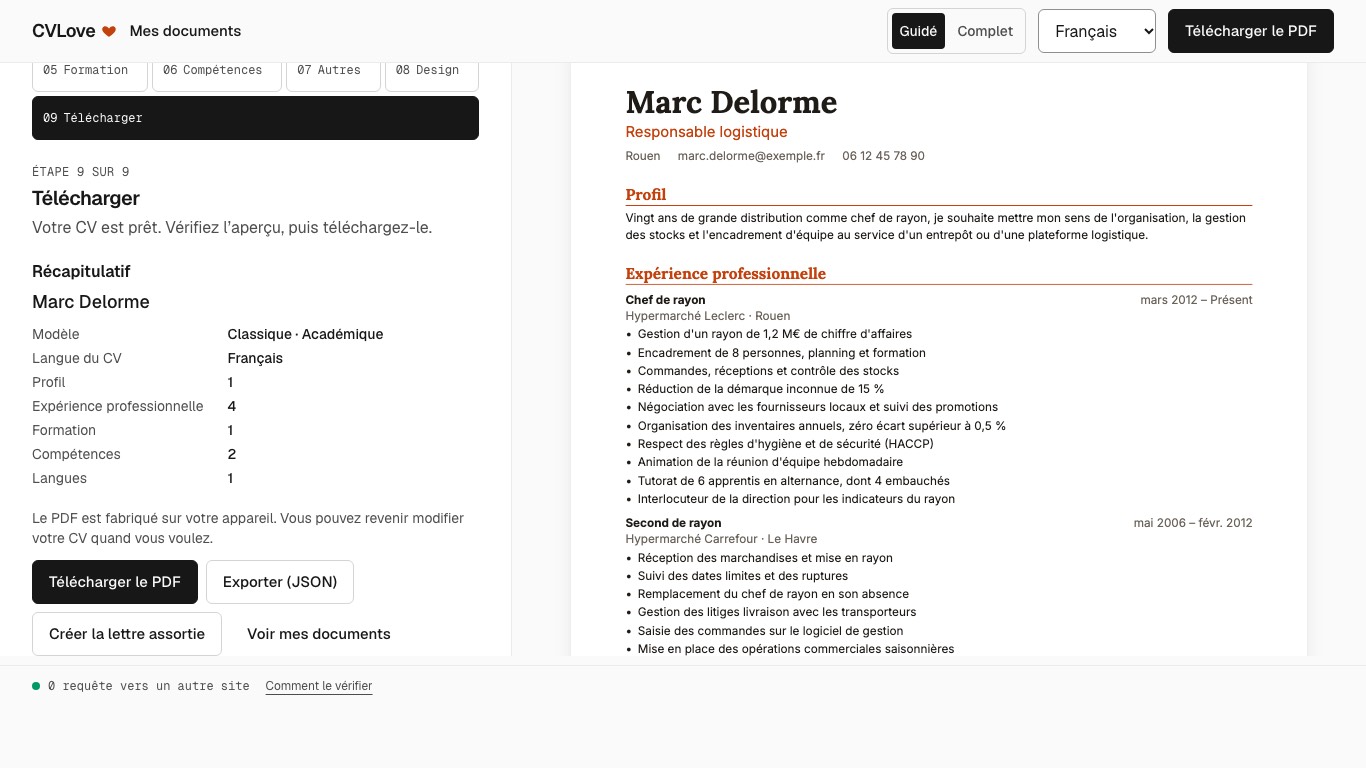 CVLove Mes documents Guidé Complet Français Télécharger le PDF
05 Formation 06 Compétences 07 Autres 08 Design
09 Télécharger
ÉTAPE 9 SUR 9
Télécharger
Votre CV est prêt. Vérifiez l’aperçu, puis téléchargez-le.
Récapitulatif
Marc Delorme
Modèle Classique · Académique
Langue du CV Français
Profil 1
Expérience professionnelle 4
Formation 1
Compétences 2
Langues 1
Le PDF est fabriqué sur votre appareil. Vous pouvez revenir modifier
votre CV quand vous voulez.
Télécharger le PDF Exporter (JSON)
Créer la lettre assortie Voir mes documents
Marc Delorme
Responsable logistique
Rouen marc.delorme@exemple.fr 06 12 45 78 90
Profil
Vingt ans de grande distribution comme chef de rayon, je souhaite mettre mon sens de l'organisation, la gestion
des stocks et l'encadrement d'équipe au service d'un entrepôt ou d'une plateforme logistique.
Expérience professionnelle
Chef de rayon mars 2012 – Présent
Hypermarché Leclerc · Rouen
• Gestion d'un rayon de 1,2 M€ de chiffre d'affaires
• Encadrement de 8 personnes, planning et formation
• Commandes, réceptions et contrôle des stocks
• Réduction de la démarque inconnue de 15 %
• Négociation avec les fournisseurs locaux et suivi des promotions
• Organisation des inventaires annuels, zéro écart supérieur à 0,5 %
• Respect des règles d'hygiène et de sécurité (HACCP)
• Animation de la réunion d'équipe hebdomadaire
• Tutorat de 6 apprentis en alternance, dont 4 embauchés
• Interlocuteur de la direction pour les indicateurs du rayon
Second de rayon mai 2006 – févr. 2012
Hypermarché Carrefour · Le Havre
• Réception des marchandises et mise en rayon
• Suivi des dates limites et des ruptures
• Remplacement du chef de rayon en son absence
• Gestion des litiges livraison avec les transporteurs
• Saisie des commandes sur le logiciel de gestion
• Mise en place des opérations commerciales saisonnières
0 requête vers un autre site Comment le vérifier